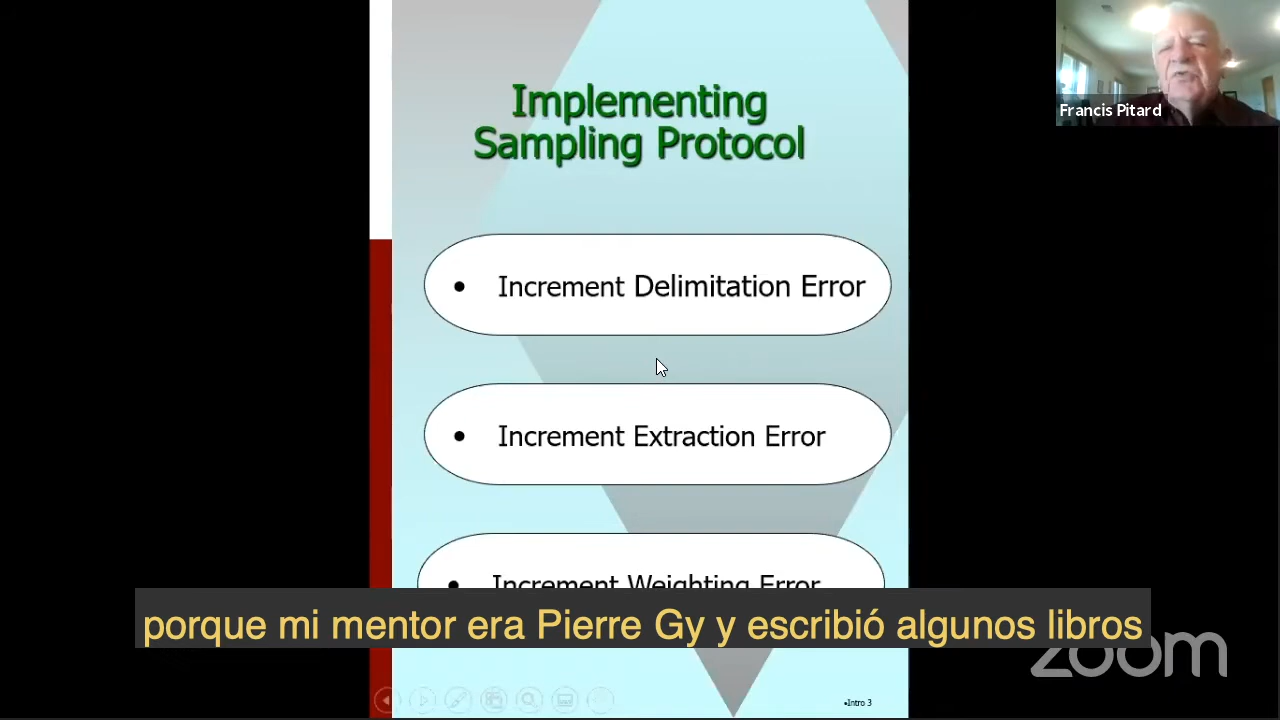 Implementing
Sampling Protocol
Francis Pitard
• Increment Delimitation Error
• Increment Extraction Error
• Increment Weighting Error
porque mi mentor era Pierre Gy y escribió algunos libros
zoom
•Intro 3